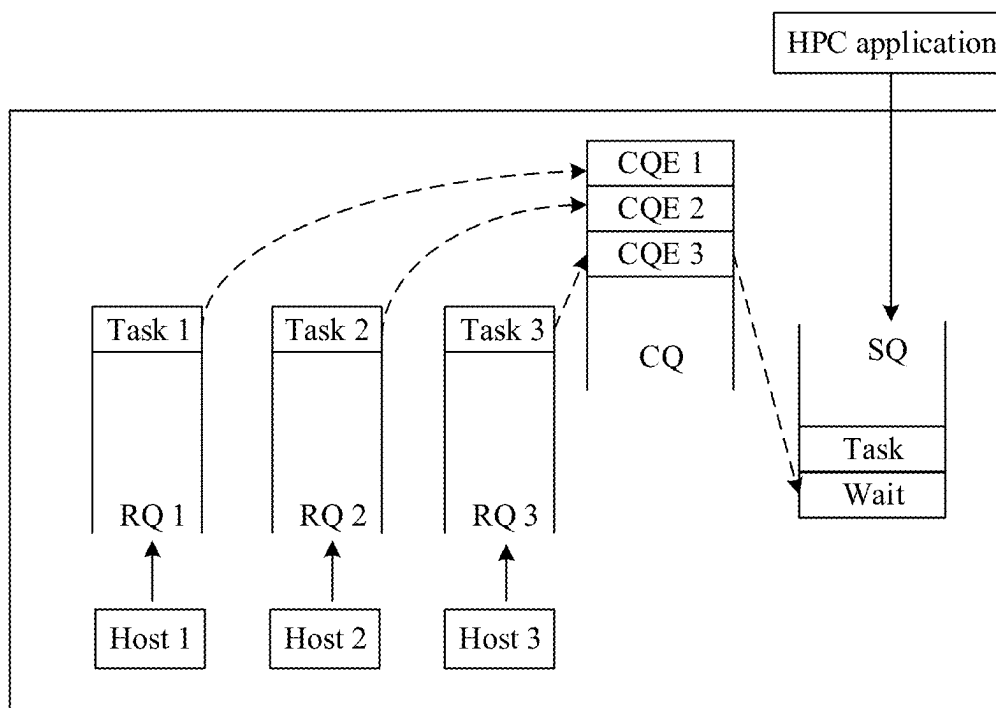 HPC application
CQE 1
CQE 2
CQE 3
Task 1
Task 2
Task 3
CQ
SQ
Task
Wait
RQ 1
RQ 2
RQ 3
Host 1
Host 2
Host 3